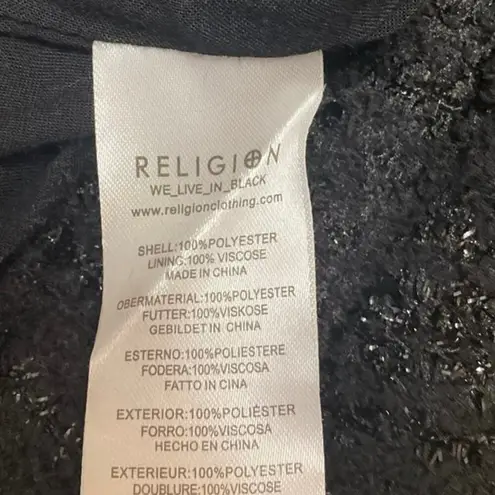 RELIGION
WE_LIVE_IN_BLACK
www.religionclothing.com
SHELL:100%POLYESTER
LINING:100% VISCOSE
MADE IN CHINA
OBERMATERIAL:100%POLYESTER
FUTTER:100%VISKOSE
GEBILDET IN CHINA
ESTERNO:100%POLIESTERE
FODERA:100%VISCOSA
FATTO IN CINA
EXTERIOR:100%POLIÉSTER
FORRO:100%VISCOSA
HECHO EN CHINA
EXTERIEUR:100%POLYESTER
DOUBLURE:100%VISCOSE